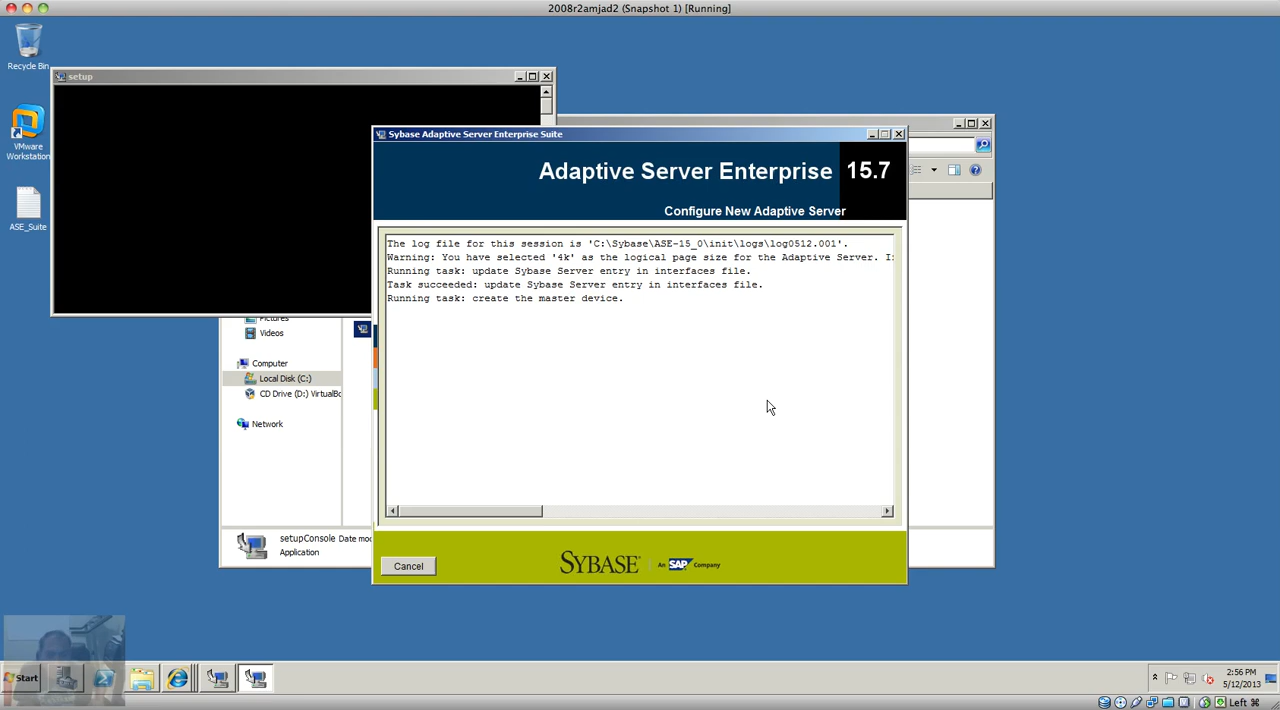 2008r2amjad2 (Snapshot 1) [Running]
Recycle Bin
setup
VMware
Workstation
ASE_Suite
Sybase Adaptive Server Enterprise Suite
Adaptive Server Enterprise 15.7
Configure New Adaptive Server
The log file for this session is 'C:\Sybase\ASE-15_0\init\logs\log0512.001'.
Warning: You have selected '4k' as the logical page size for the Adaptive Server. If
Running task: update Sybase Server entry in interfaces file.
Task succeeded: update Sybase Server entry in interfaces file.
Running task: create the master device.
Pictures
Videos
Computer
Local Disk (C:)
CD Drive (D:) VirtualBo
Network
setupConsole Date mod
Application
Cancel
SYBASE An SAP Company
Start
2:56 PM
5/12/2013
Left ⌘